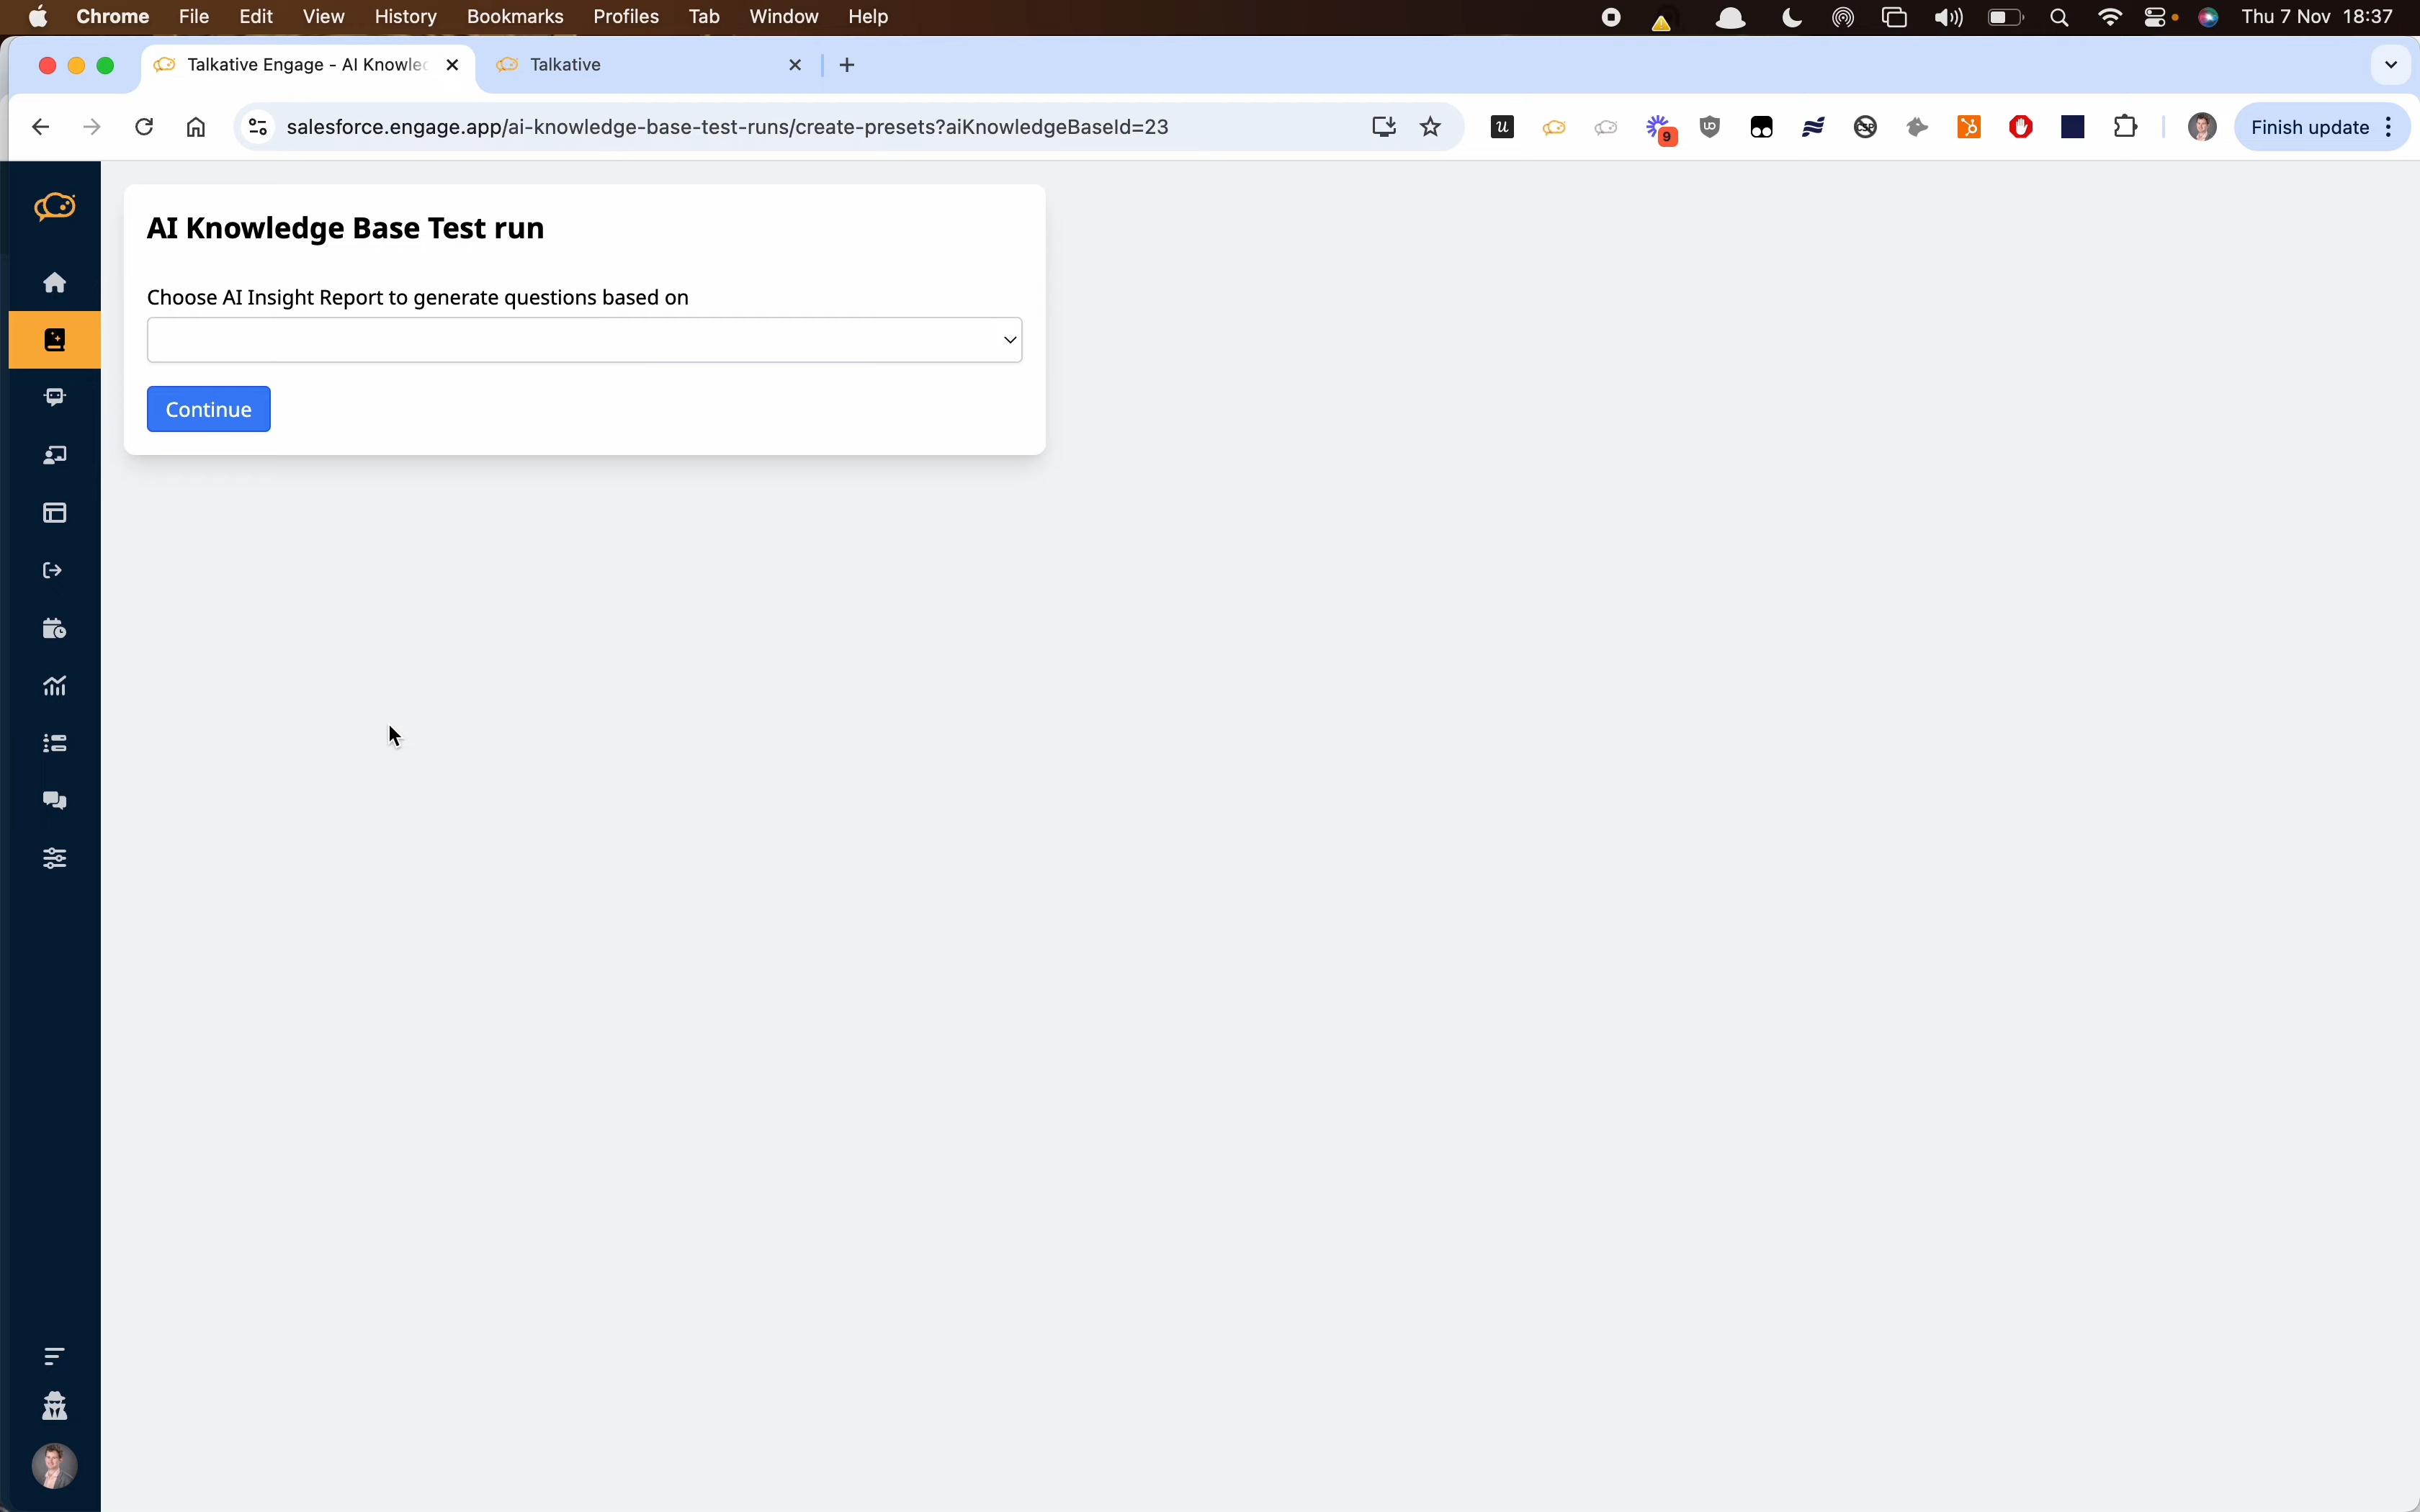 Chrome File Edit View History Bookmarks Profiles Tab Window Help Thu 7 Nov 18:37
Talkative Engage - AI Knowle Talkative
salesforce.engage.app/ai-knowledge-base-test-runs/create-presets?aiKnowledgeBaseId=23 9 Finish update
AI Knowledge Base Test run
Choose AI Insight Report to generate questions based on
Continue